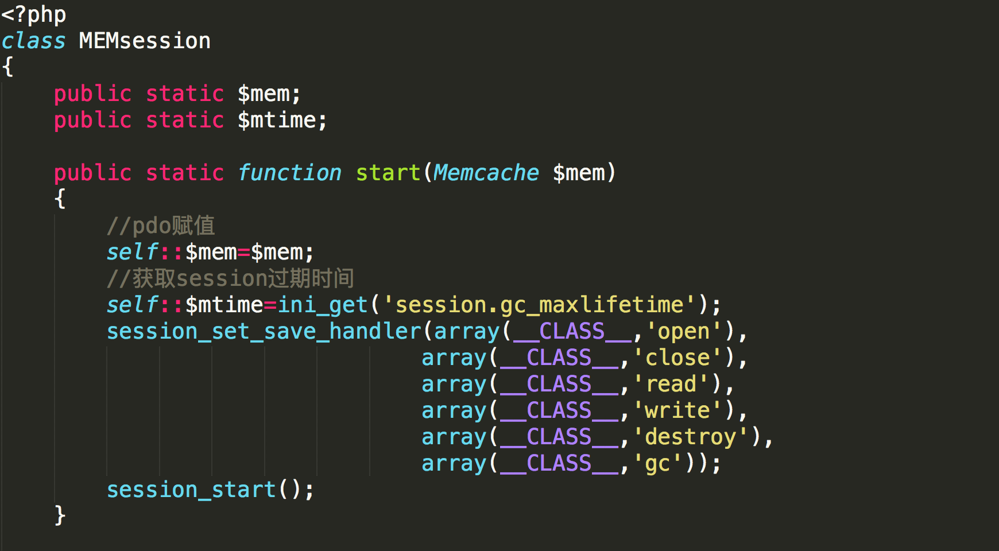 <?php
class MEMsession
{
    public static $mem;
    public static $mtime;

    public static function start(Memcache $mem)
    {
        //pdo赋值
        self::$mem=$mem;
        //获取session过期时间
        self::$mtime=ini_get('session.gc_maxlifetime');
        session_set_save_handler(array(__CLASS__,'open'),
                                array(__CLASS__,'close'),
                                array(__CLASS__,'read'),
                                array(__CLASS__,'write'),
                                array(__CLASS__,'destroy'),
                                array(__CLASS__,'gc'));
        session_start();
    }